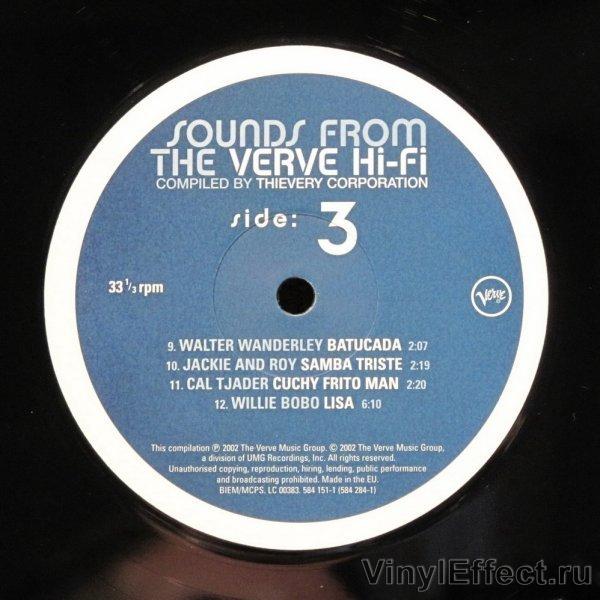 SOUNDS FROM
THE VERVE Hi-Fi
COMPILED BY THIEVERY CORPORATION
side: 3
33 1/3 rpm
Verve
9. WALTER WANDERLEY BATUCADA 2:07
10. JACKIE AND ROY SAMBA TRISTE 2:19
11. CAL TJADER CUCHY FRITO MAN 2:20
12. WILLIE BOBO LISA 6:10
This compilation ℗ 2002 The Verve Music Group. © 2002 The Verve Music Group,
a division of UMG Recordings, Inc. All rights reserved.
Unauthorised copying, reproduction, hiring, lending, public performance
and broadcasting prohibited. Made in the EU.
BIEM/MCPS. LC 00383. 584 151-1 (584 284-1)
VinylEffect.ru